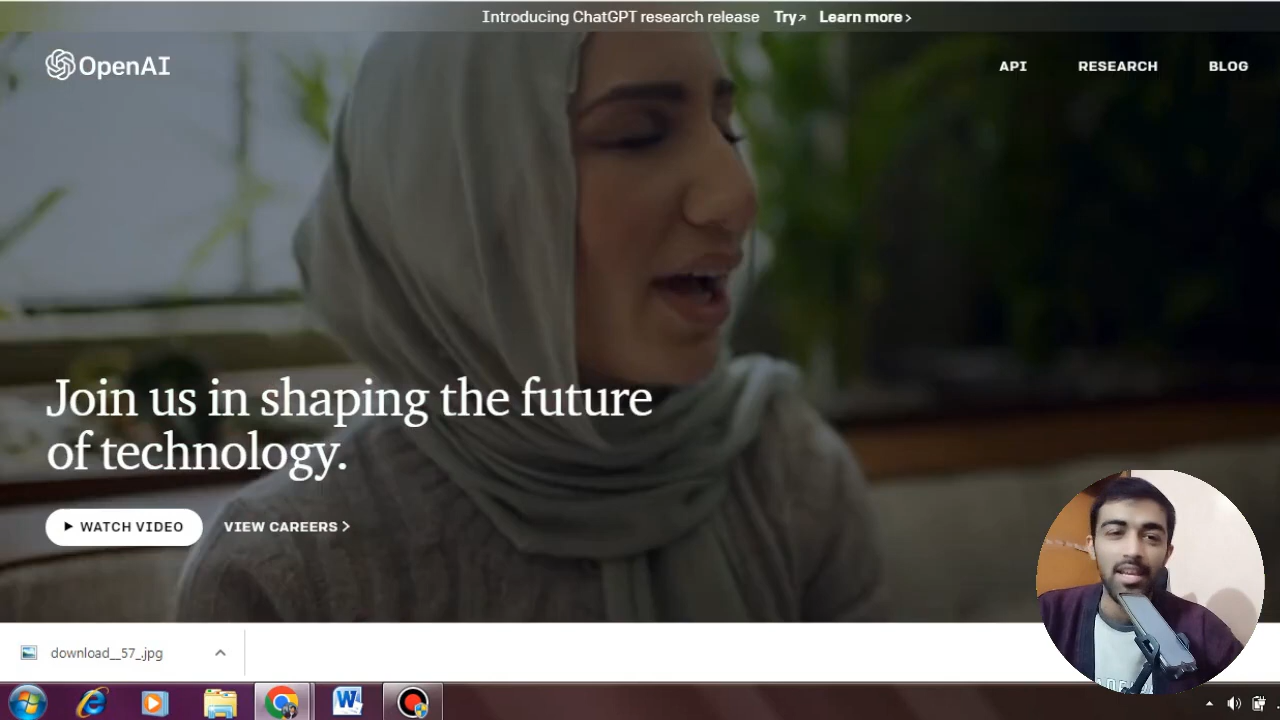 Introducing ChatGPT research release Try↗ Learn more >
OpenAI
API RESEARCH BLOG
Join us in shaping the future
of technology.
WATCH VIDEO VIEW CAREERS >
download__57_.jpg